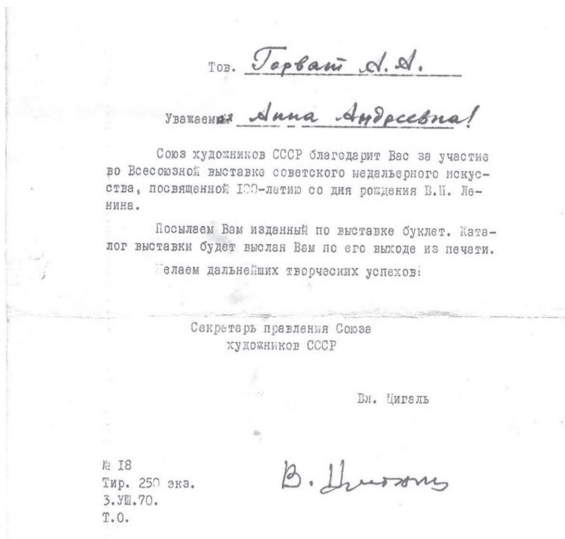 Тов. Горват А.А.
Уважаемая Анна Андреевна!
Союз художников СССР благодарит Вас за участие
во Всесоюзной выставке советского медальерного искус-
ства, посвященной 100-летию со дня рождения В.И. Ле-
нина.
Посылаем Вам изданный по выставке буклет. Ката-
лог выставки будет выслан Вам по его выходе из печати.
Желаем дальнейших творческих успехов!
Секретарь правления Союза
художников СССР
Вл. Цигаль
В. Цигаль
№ 18
Тир. 250 экз.
3.УШ.70.
Т.О.